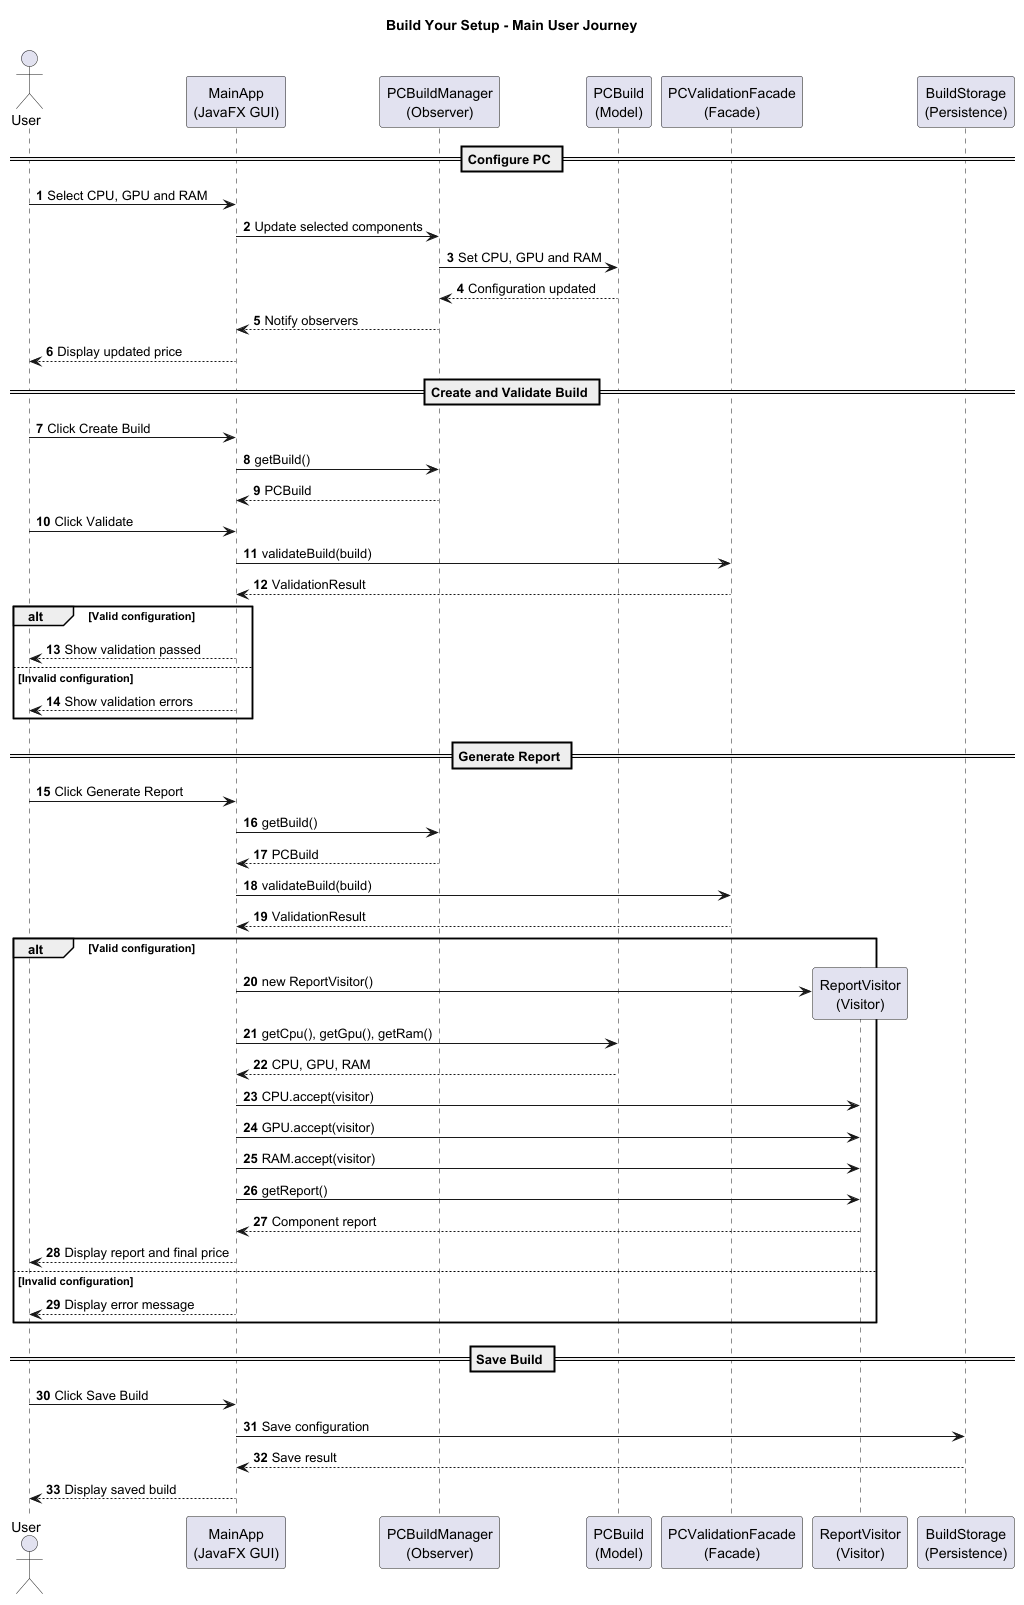 Build Your Setup - Main User Journey
User
MainApp
(JavaFX GUI)
PCBuildManager
(Observer)
PCBuild
(Model)
PCValidationFacade
(Facade)
BuildStorage
(Persistence)
Configure PC
1 Select CPU, GPU and RAM
2 Update selected components
3 Set CPU, GPU and RAM
4 Configuration updated
5 Notify observers
6 Display updated price
Create and Validate Build
7 Click Create Build
8 getBuild()
9 PCBuild
10 Click Validate
11 validateBuild(build)
12 ValidationResult
alt [Valid configuration]
13 Show validation passed
[Invalid configuration]
14 Show validation errors
Generate Report
15 Click Generate Report
16 getBuild()
17 PCBuild
18 validateBuild(build)
19 ValidationResult
alt [Valid configuration]
20 new ReportVisitor()
ReportVisitor
(Visitor)
21 getCpu(), getGpu(), getRam()
22 CPU, GPU, RAM
23 CPU.accept(visitor)
24 GPU.accept(visitor)
25 RAM.accept(visitor)
26 getReport()
27 Component report
28 Display report and final price
[Invalid configuration]
29 Display error message
Save Build
30 Click Save Build
31 Save configuration
32 Save result
33 Display saved build
User
MainApp
(JavaFX GUI)
PCBuildManager
(Observer)
PCBuild
(Model)
PCValidationFacade
(Facade)
ReportVisitor
(Visitor)
BuildStorage
(Persistence)